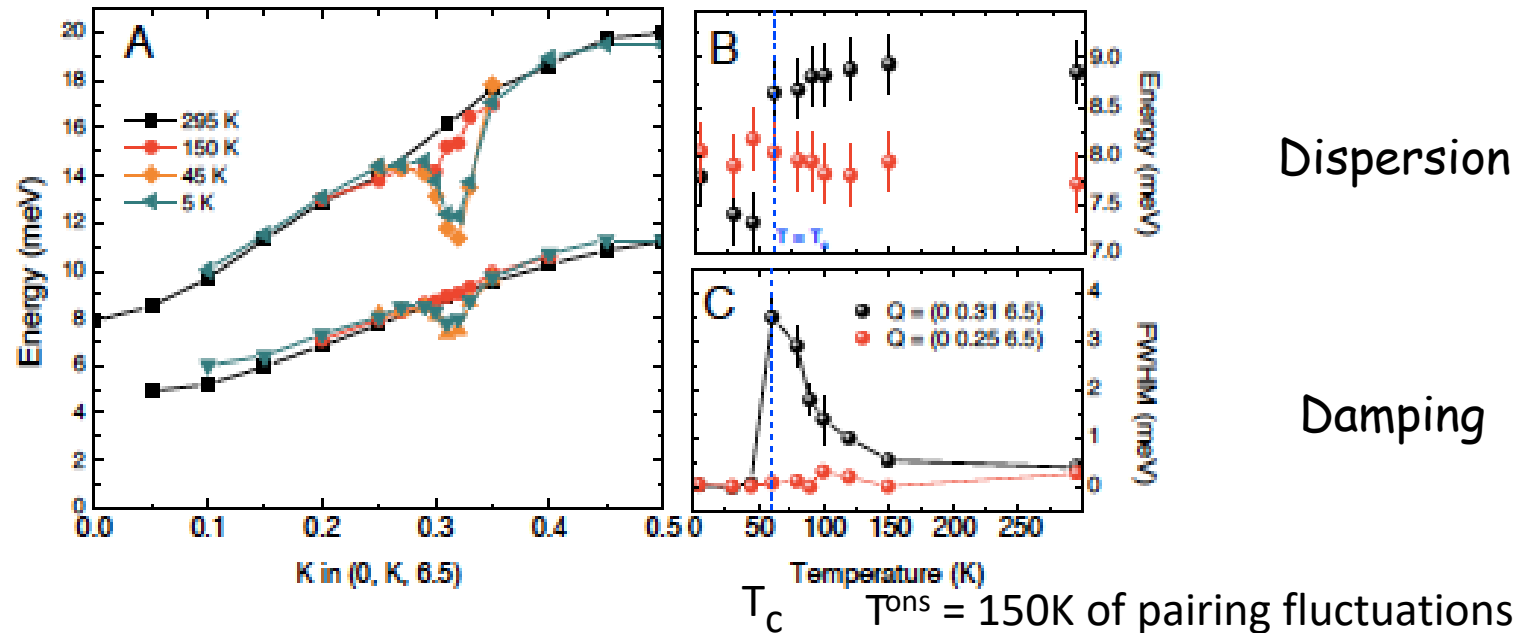 A
295 K
150 K
45 K
5 K
Energy (meV)
20
18
16
14
12
10
8
6
4
2
0
0.0 0.1 0.2 0.3 0.4 0.5
K in (0, K, 6.5)
B
9.0
8.5
8.0
7.5
7.0
Energy (meV)
T = Tc
Dispersion
C
Q = (0 0.31 6.5)
Q = (0 0.25 6.5)
4
3
2
1
0
FWHM (meV)
Damping
0 50 100 150 200 250
Temperature (K)
Tc Tons = 150K of pairing fluctuations